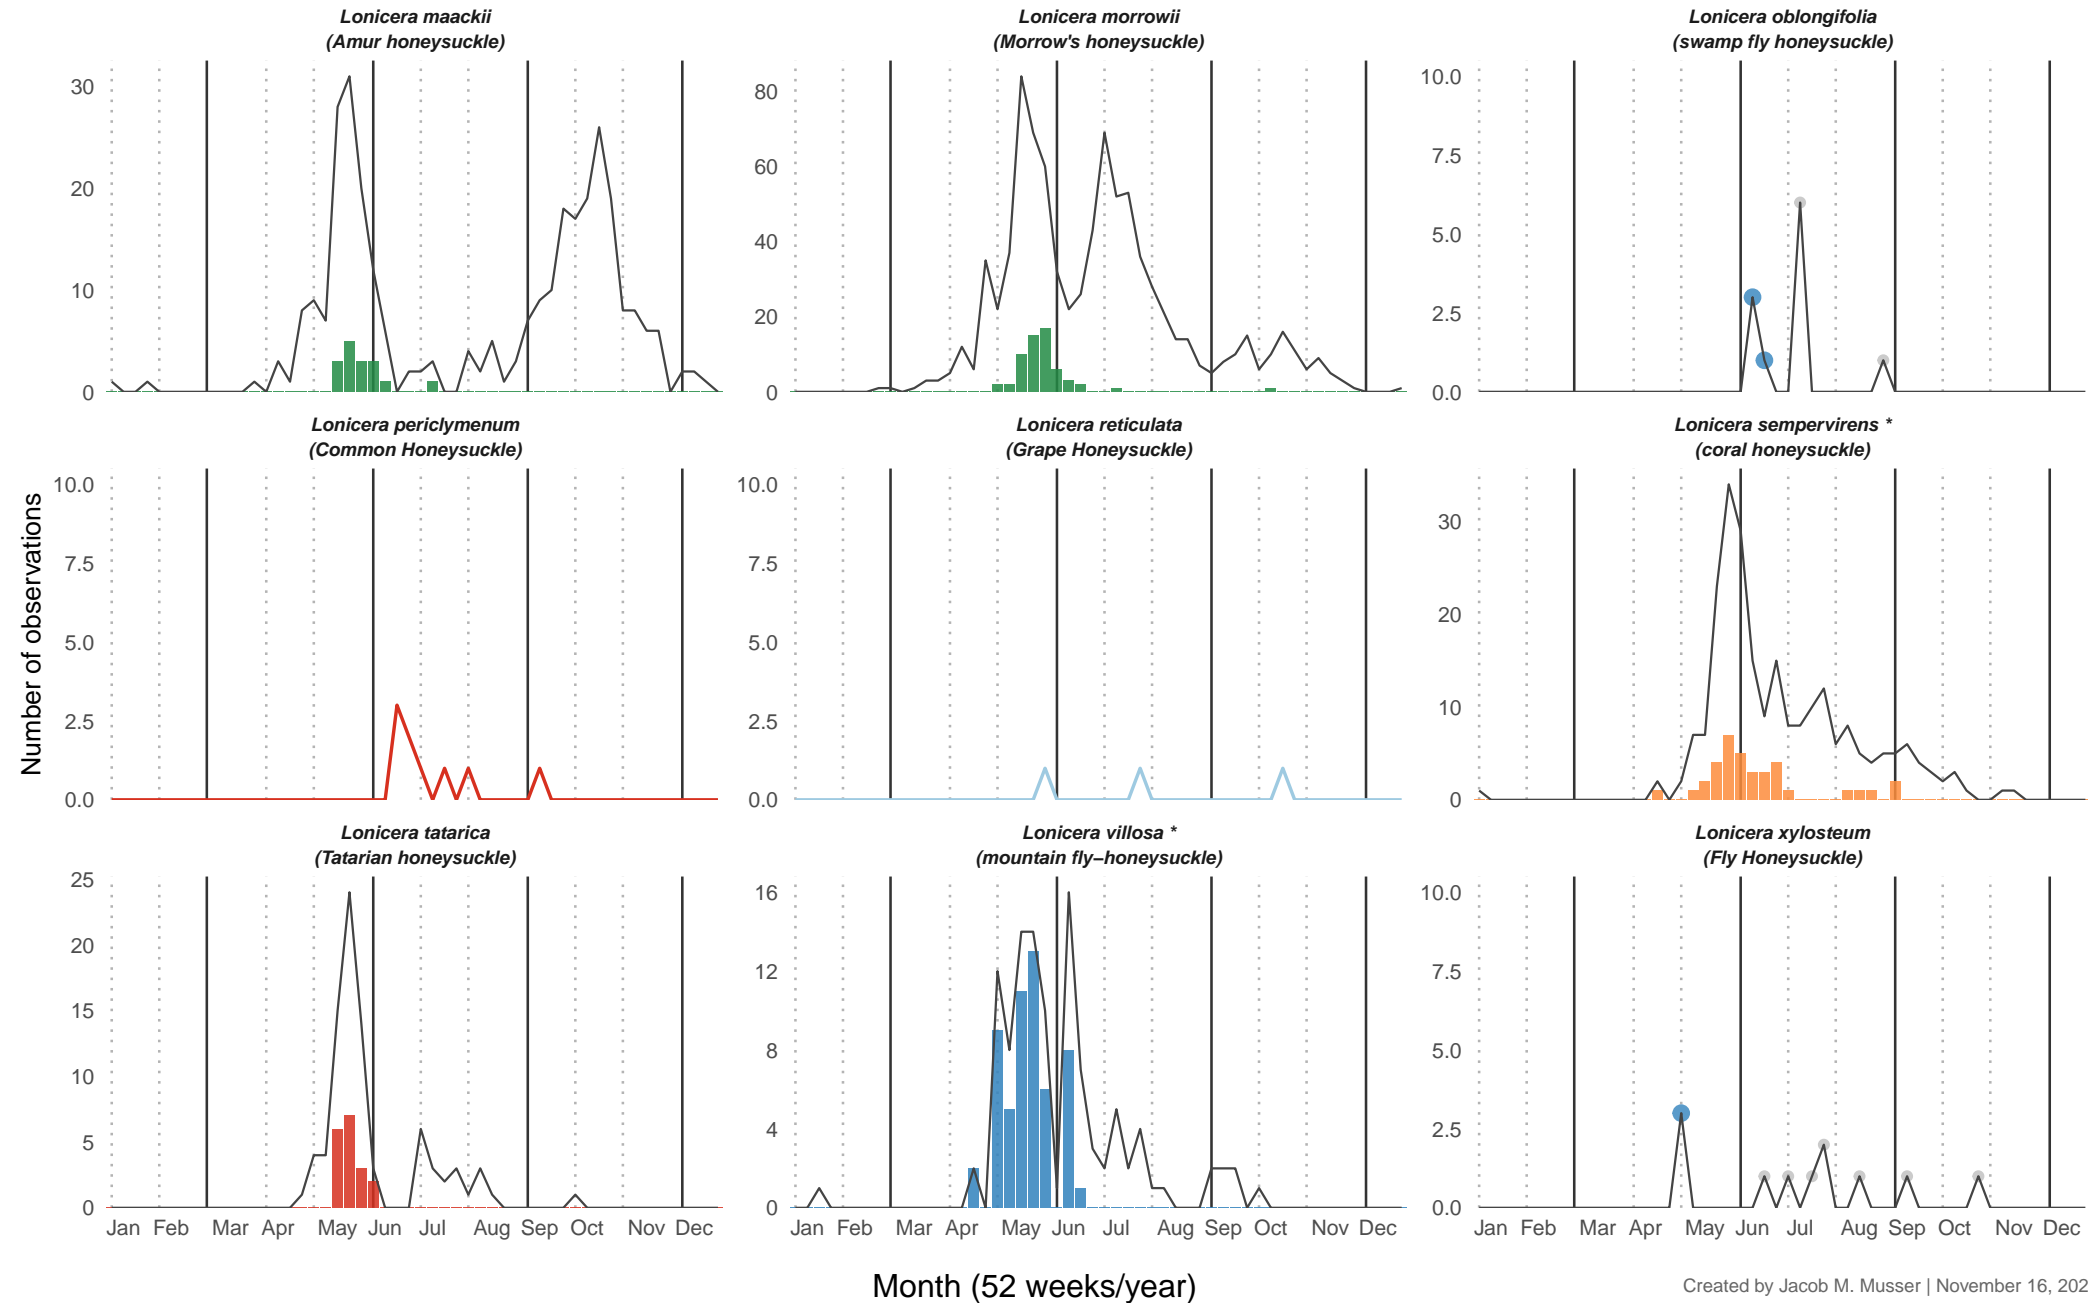 Lonicera maackii
(Amur honeysuckle)
Lonicera morrowii
(Morrow's honeysuckle)
Lonicera oblongifolia
(swamp fly honeysuckle)
30
20
10
0
80
60
40
20
0
10.0
7.5
5.0
2.5
0.0
Lonicera periclymenum
(Common Honeysuckle)
Lonicera reticulata
(Grape Honeysuckle)
Lonicera sempervirens *
(coral honeysuckle)
Number of observations
10.0
7.5
5.0
2.5
0.0
10.0
7.5
5.0
2.5
0.0
30
20
10
0
Lonicera tatarica
(Tatarian honeysuckle)
Lonicera villosa *
(mountain fly–honeysuckle)
Lonicera xylosteum
(Fly Honeysuckle)
25
20
15
10
5
0
16
12
8
4
0
10.0
7.5
5.0
2.5
0.0
Jan Feb Mar Apr May Jun Jul Aug Sep Oct Nov Dec
Jan Feb Mar Apr May Jun Jul Aug Sep Oct Nov Dec
Jan Feb Mar Apr May Jun Jul Aug Sep Oct Nov Dec
Month (52 weeks/year)
Created by Jacob M. Musser | November 16, 202